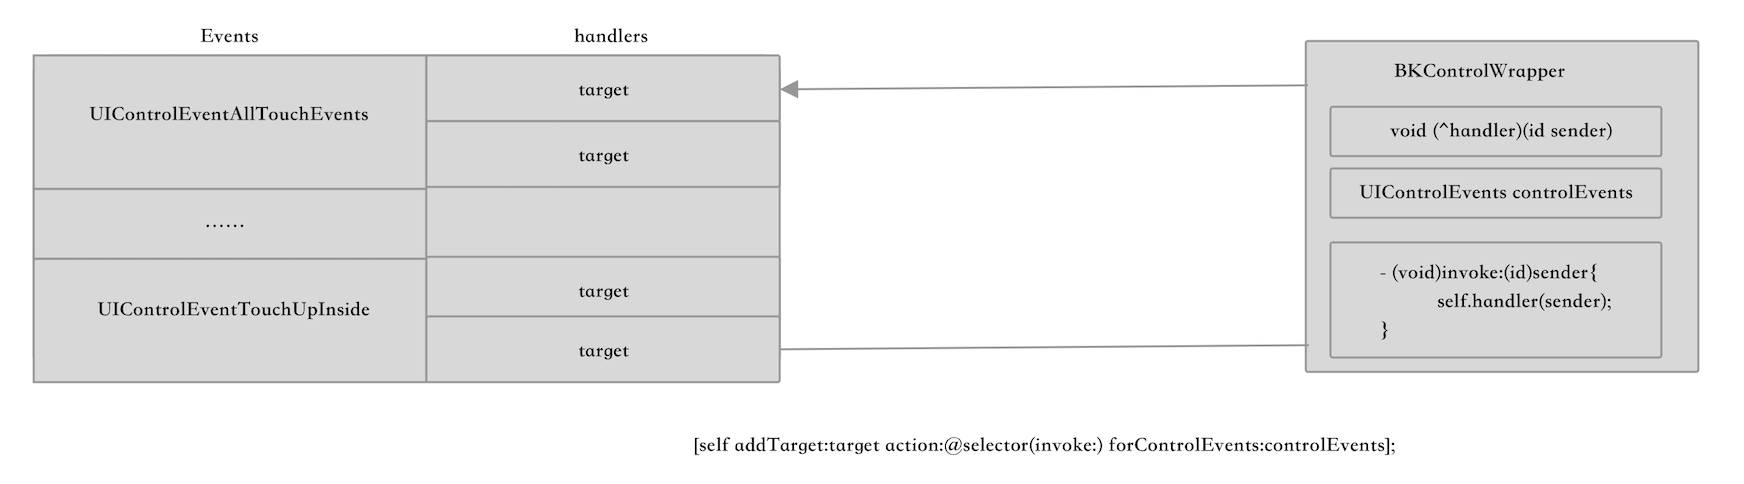 Events
handlers
UIControlEventAllTouchEvents
target
target
......
UIControlEventTouchUpInside
target
target
BKControlWrapper
void (^handler)(id sender)
UIControlEvents controlEvents
- (void)invoke:(id)sender{
self.handler(sender);
}
[self addTarget:target action:@selector(invoke:) forControlEvents:controlEvents];